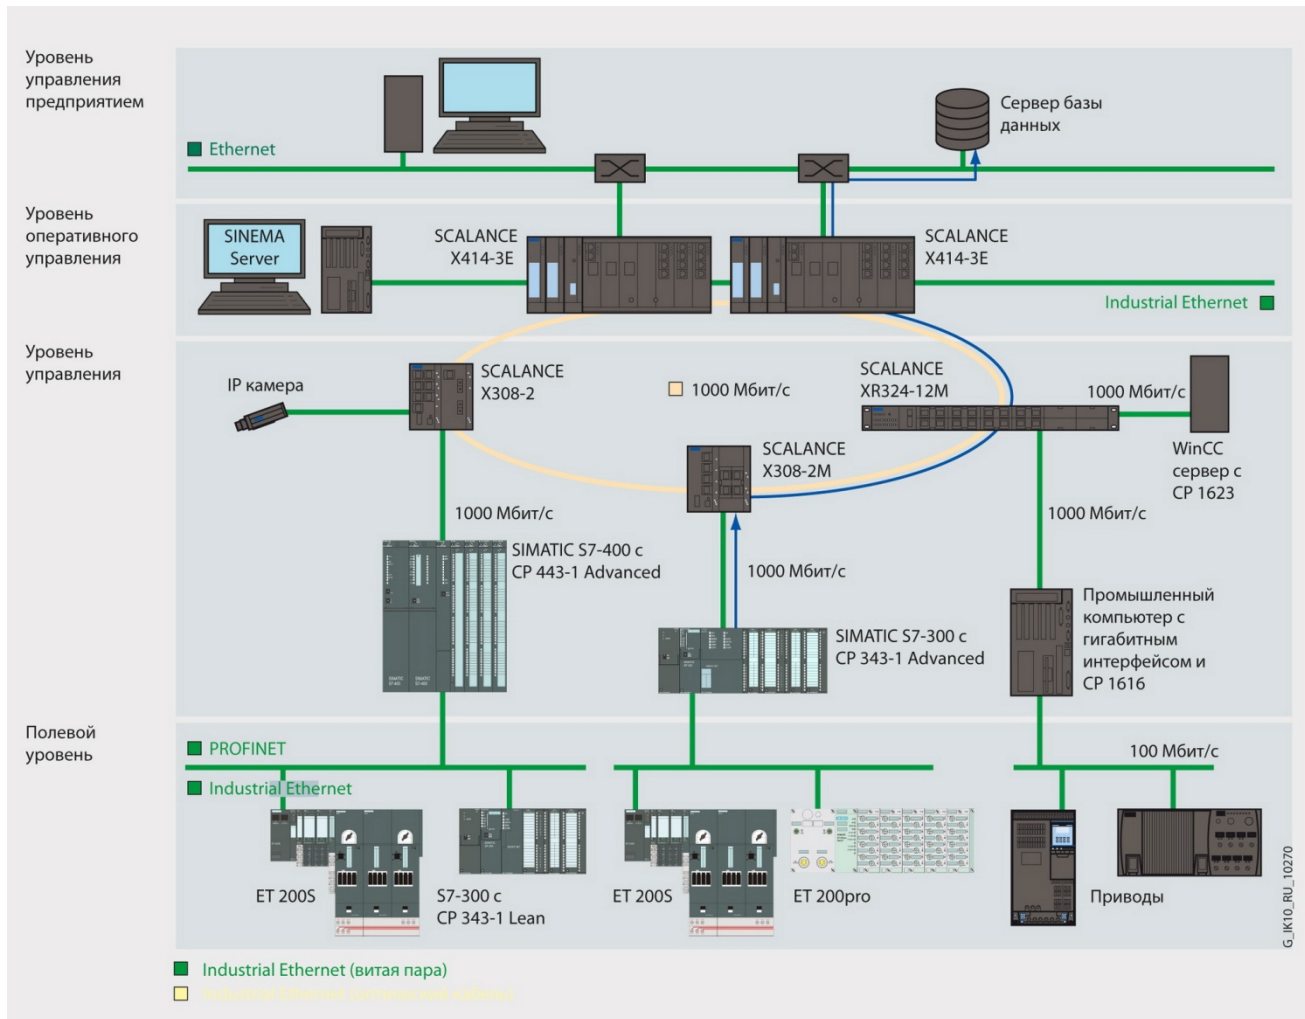 Уровень
управления
предприятием
Ethernet
Сервер базы
данных
Уровень
оперативного
управления
SINEMA
Server
SCALANCE
X414-3E
SCALANCE
X414-3E
Industrial Ethernet
Уровень
управления
IP камера
SCALANCE
X308-2
1000 Мбит/с
SCALANCE
XR324-12M
1000 Мбит/с
WinCC
сервер с
CP 1623
SCALANCE
X308-2M
1000 Мбит/с
SIMATIC S7-400 с
CP 443-1 Advanced
1000 Мбит/с
1000 Мбит/с
SIMATIC S7-300 с
CP 343-1 Advanced
Промышленный
компьютер с
гигабитным
интерфейсом и
CP 1616
Полевой
уровень
PROFINET
Industrial Ethernet
100 Мбит/с
ET 200S
S7-300 с
CP 343-1 Lean
ET 200S
ET 200pro
Приводы
G_IK10_RU_10270
Industrial Ethernet (витая пара)
Industrial Ethernet (оптический кабель)